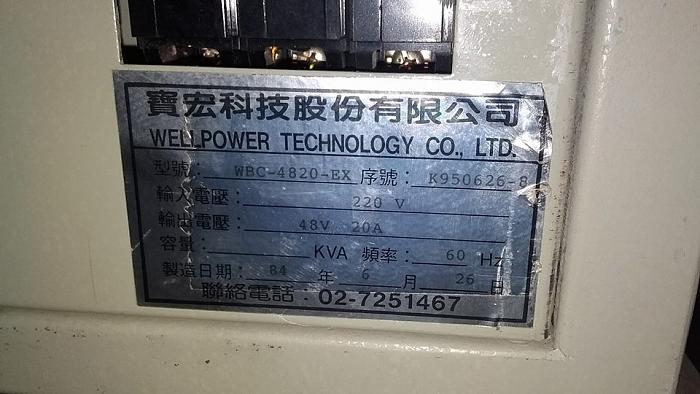 寶宏科技股份有限公司
WELLPOWER TECHNOLOGY CO., LTD.
型號: WBC-4820-EX 序號: K950626-8
輸入電壓: 220 V
輸出電壓: 48V 20A
容量: KVA 頻率: 60 Hz
製造日期: 84 年 6 月 26 日
聯絡電話: 02-7251467